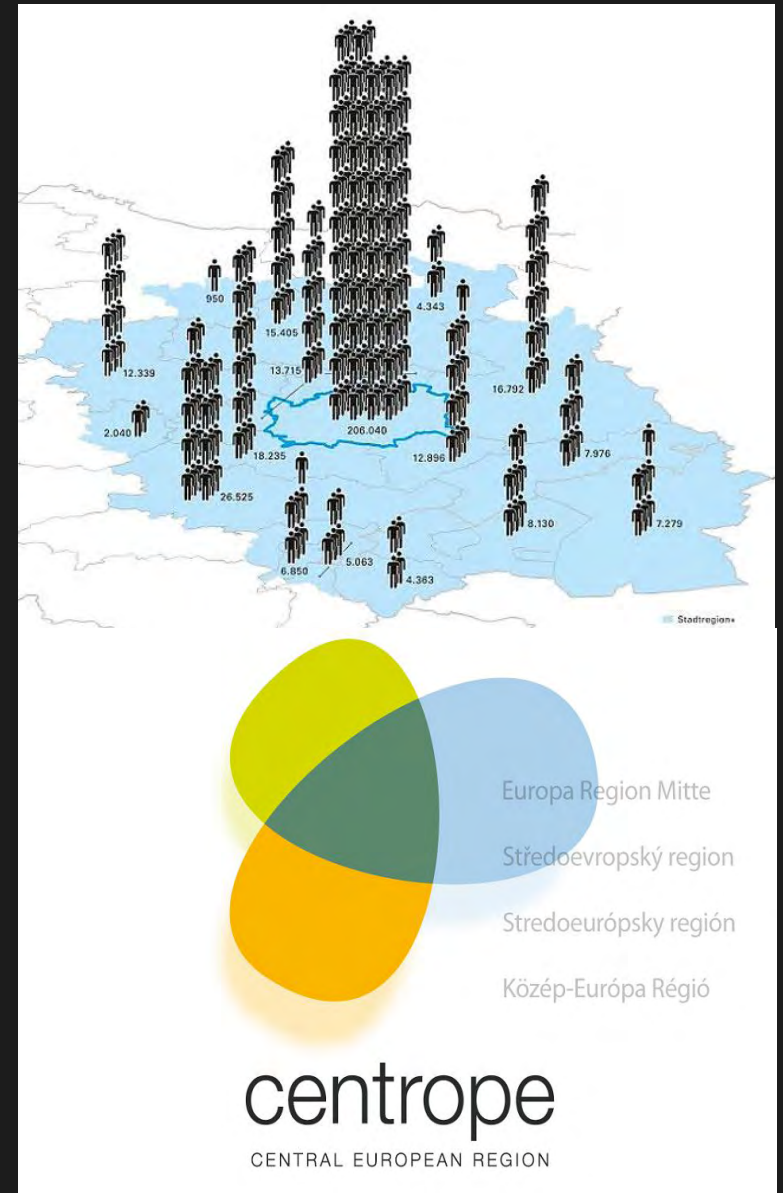 950
4.343
15.405
13.715
12.339
16.792
2.040
206.040
18.235
12.896
7.976
26.525
8.130
7.279
5.063
6.850
4.363
Stadtregion+
Europa Region Mitte
Středoevropský region
Stredoeurópsky región
Közép-Európa Régió
centrope
CENTRAL EUROPEAN REGION